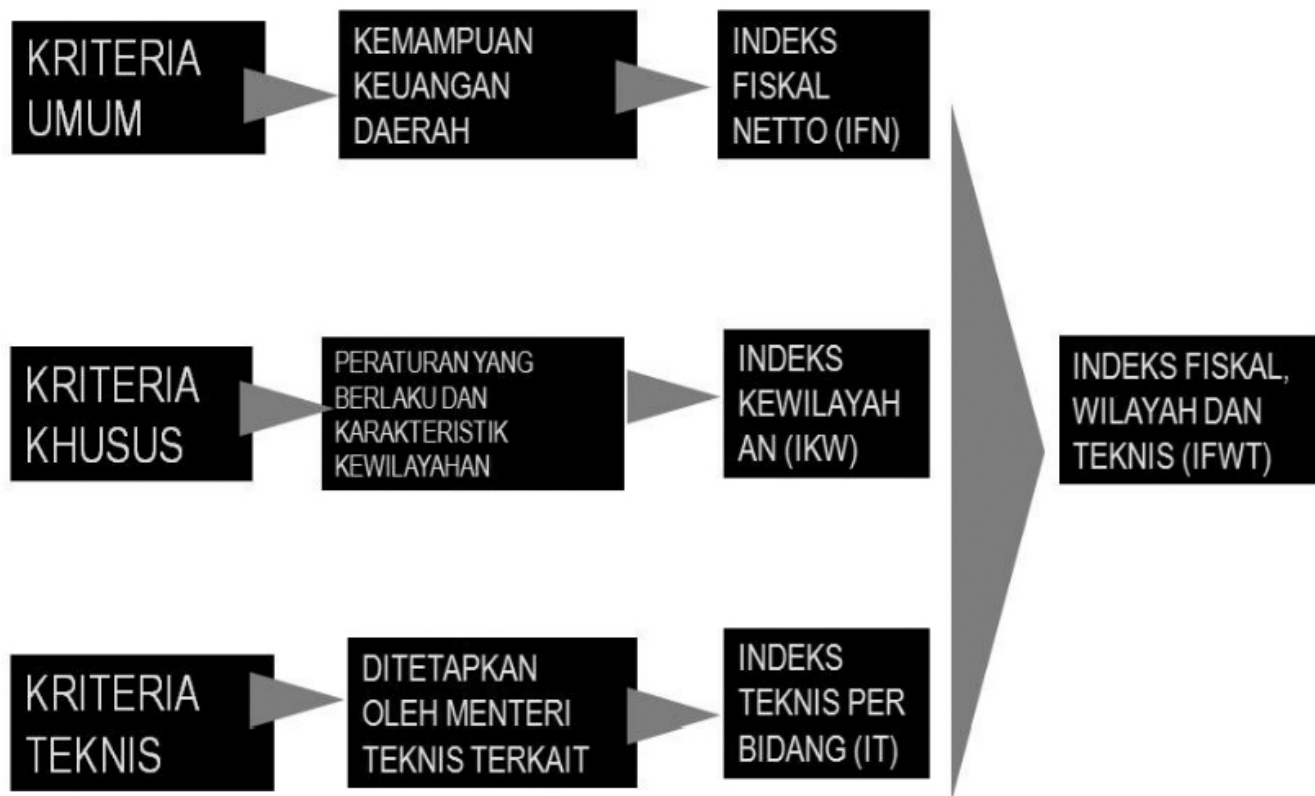 KRITERIA
UMUM
KEMAMPUAN
KEUANGAN
DAERAH
INDEKS
FISKAL
NETTO (IFN)
KRITERIA
KHUSUS
PERATURAN YANG
BERLAKU DAN
KARAKTERISTIK
KEWILAYAHAN
INDEKS
KEWILAYAH
AN (IKW)
INDEKS FISKAL,
WILAYAH DAN
TEKNIS (IFWT)
KRITERIA
TEKNIS
DITETAPKAN
OLEH MENTERI
TEKNIS TERKAIT
INDEKS
TEKNIS PER
BIDANG (IT)